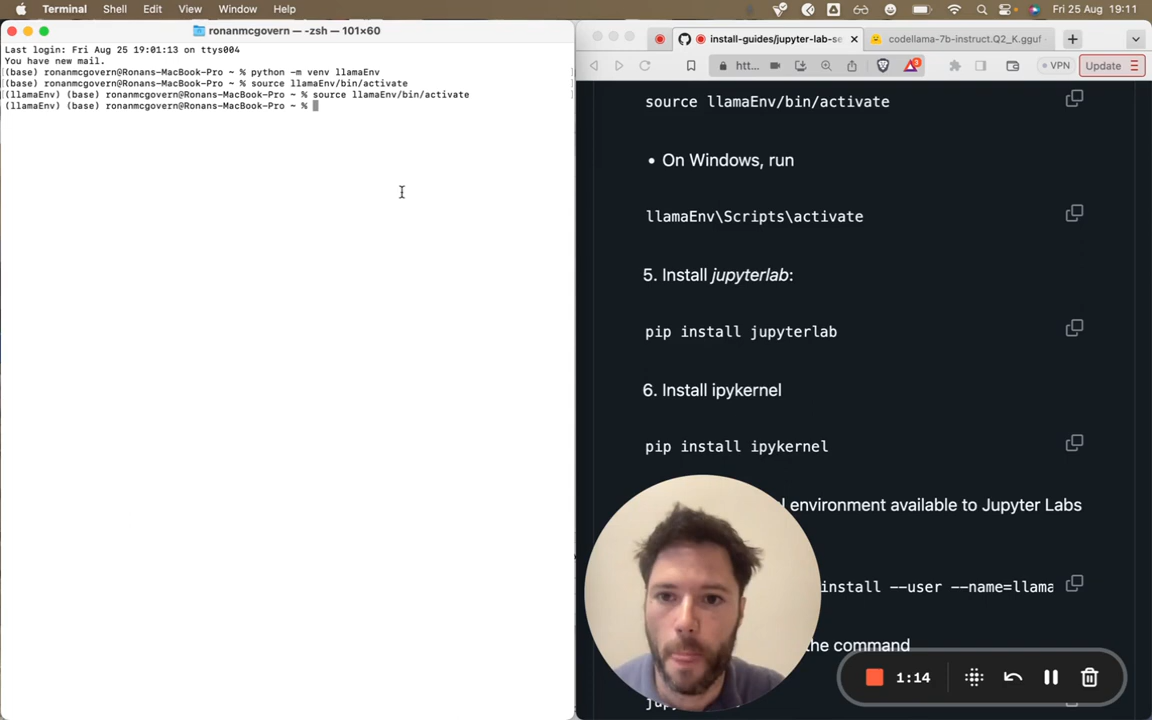 Terminal Shell Edit View Window Help
Fri 25 Aug 19:11
ronanmcgovern — -zsh — 101×60
Last login: Fri Aug 25 19:01:13 on ttys004
You have new mail.
(base) ronanmcgovern@Ronans-MacBook-Pro ~ % python -m venv llamaEnv
(base) ronanmcgovern@Ronans-MacBook-Pro ~ % source llamaEnv/bin/activate
(llamaEnv) (base) ronanmcgovern@Ronans-MacBook-Pro ~ % source llamaEnv/bin/activate
(llamaEnv) (base) ronanmcgovern@Ronans-MacBook-Pro ~ %
install-guides/jupyter-lab-se
codellama-7b-instruct.Q2_K.gguf
htt...
3
VPN
Update
source llamaEnv/bin/activate
• On Windows, run
llamaEnv\Scripts\activate
5. Install jupyterlab:
pip install jupyterlab
6. Install ipykernel
pip install ipykernel
environment available to Jupyter Labs
install --user --name=llama
the command
1:14